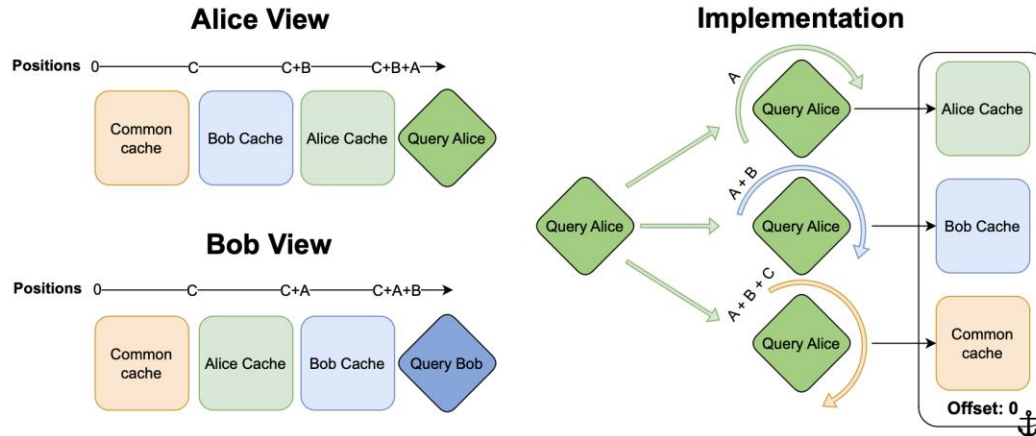 Alice View
Positions 0 C C+B C+B+A
Common cache
Bob Cache
Alice Cache
Query Alice
Bob View
Positions 0 C C+A C+A+B
Common cache
Alice Cache
Bob Cache
Query Bob
Implementation
Query Alice
A
Query Alice
Alice Cache
A + B
Query Alice
Bob Cache
A + B + C
Query Alice
Common cache
Offset: 0